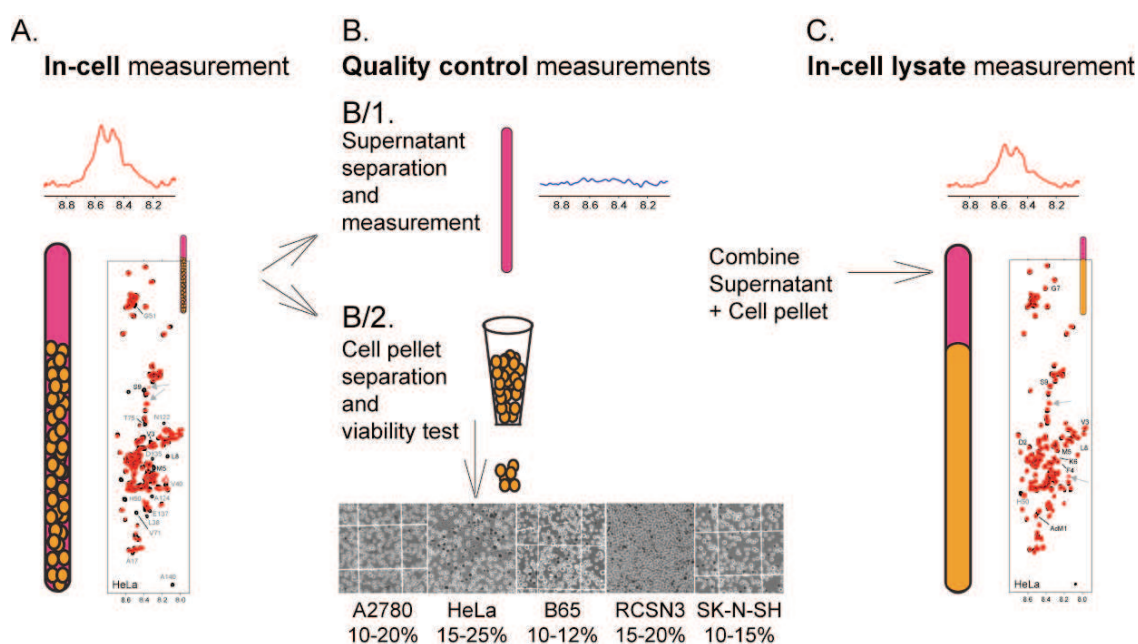 A.
In-cell measurement
8.8 8.6 8.4 8.2
G51
S9
T75
N122
V3
D135
L8
M5
V40
H50
A124
E137
L38
V71
A17
A140
HeLa
8.6 8.4 8.2 8.0
B.
Quality control measurements
B/1.
Supernatant
separation
and
measurement
8.8 8.6 8.4 8.2
B/2.
Cell pellet
separation
and
viability test
A2780 HeLa B65 RCSN3 SK-N-SH
10-20% 15-25% 10-12% 15-20% 10-15%
Combine
Supernatant
+ Cell pellet
C.
In-cell lysate measurement
8.8 8.6 8.4 8.2
G7
S9
V3
D2
M5
L8
K6
F4
H50
AcM1
HeLa
8.6 8.4 8.2 8.0